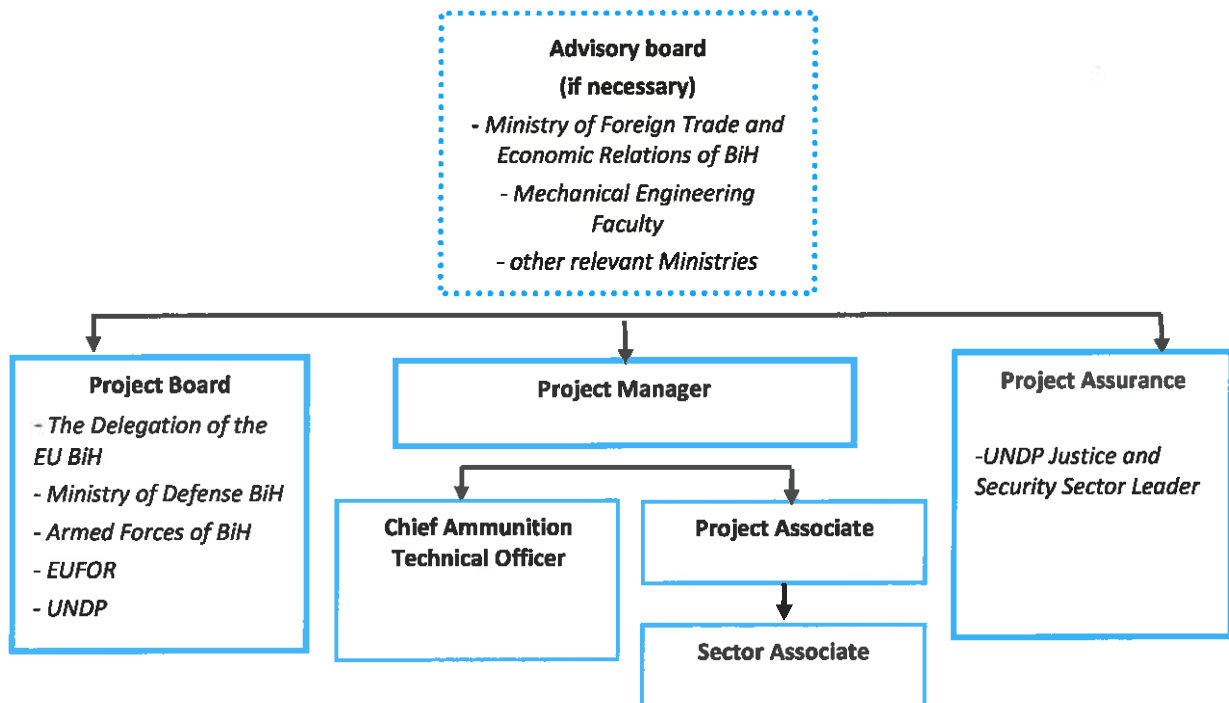 Advisory board
(if necessary)
- Ministry of Foreign Trade and
Economic Relations of BiH
- Mechanical Engineering
Faculty
- other relevant Ministries
Project Board
- The Delegation of the
EU BiH
- Ministry of Defense BiH
- Armed Forces of BiH
- EUFOR
- UNDP
Project Manager
Chief Ammunition
Technical Officer
Project Associate
Sector Associate
Project Assurance
-UNDP Justice and
Security Sector Leader